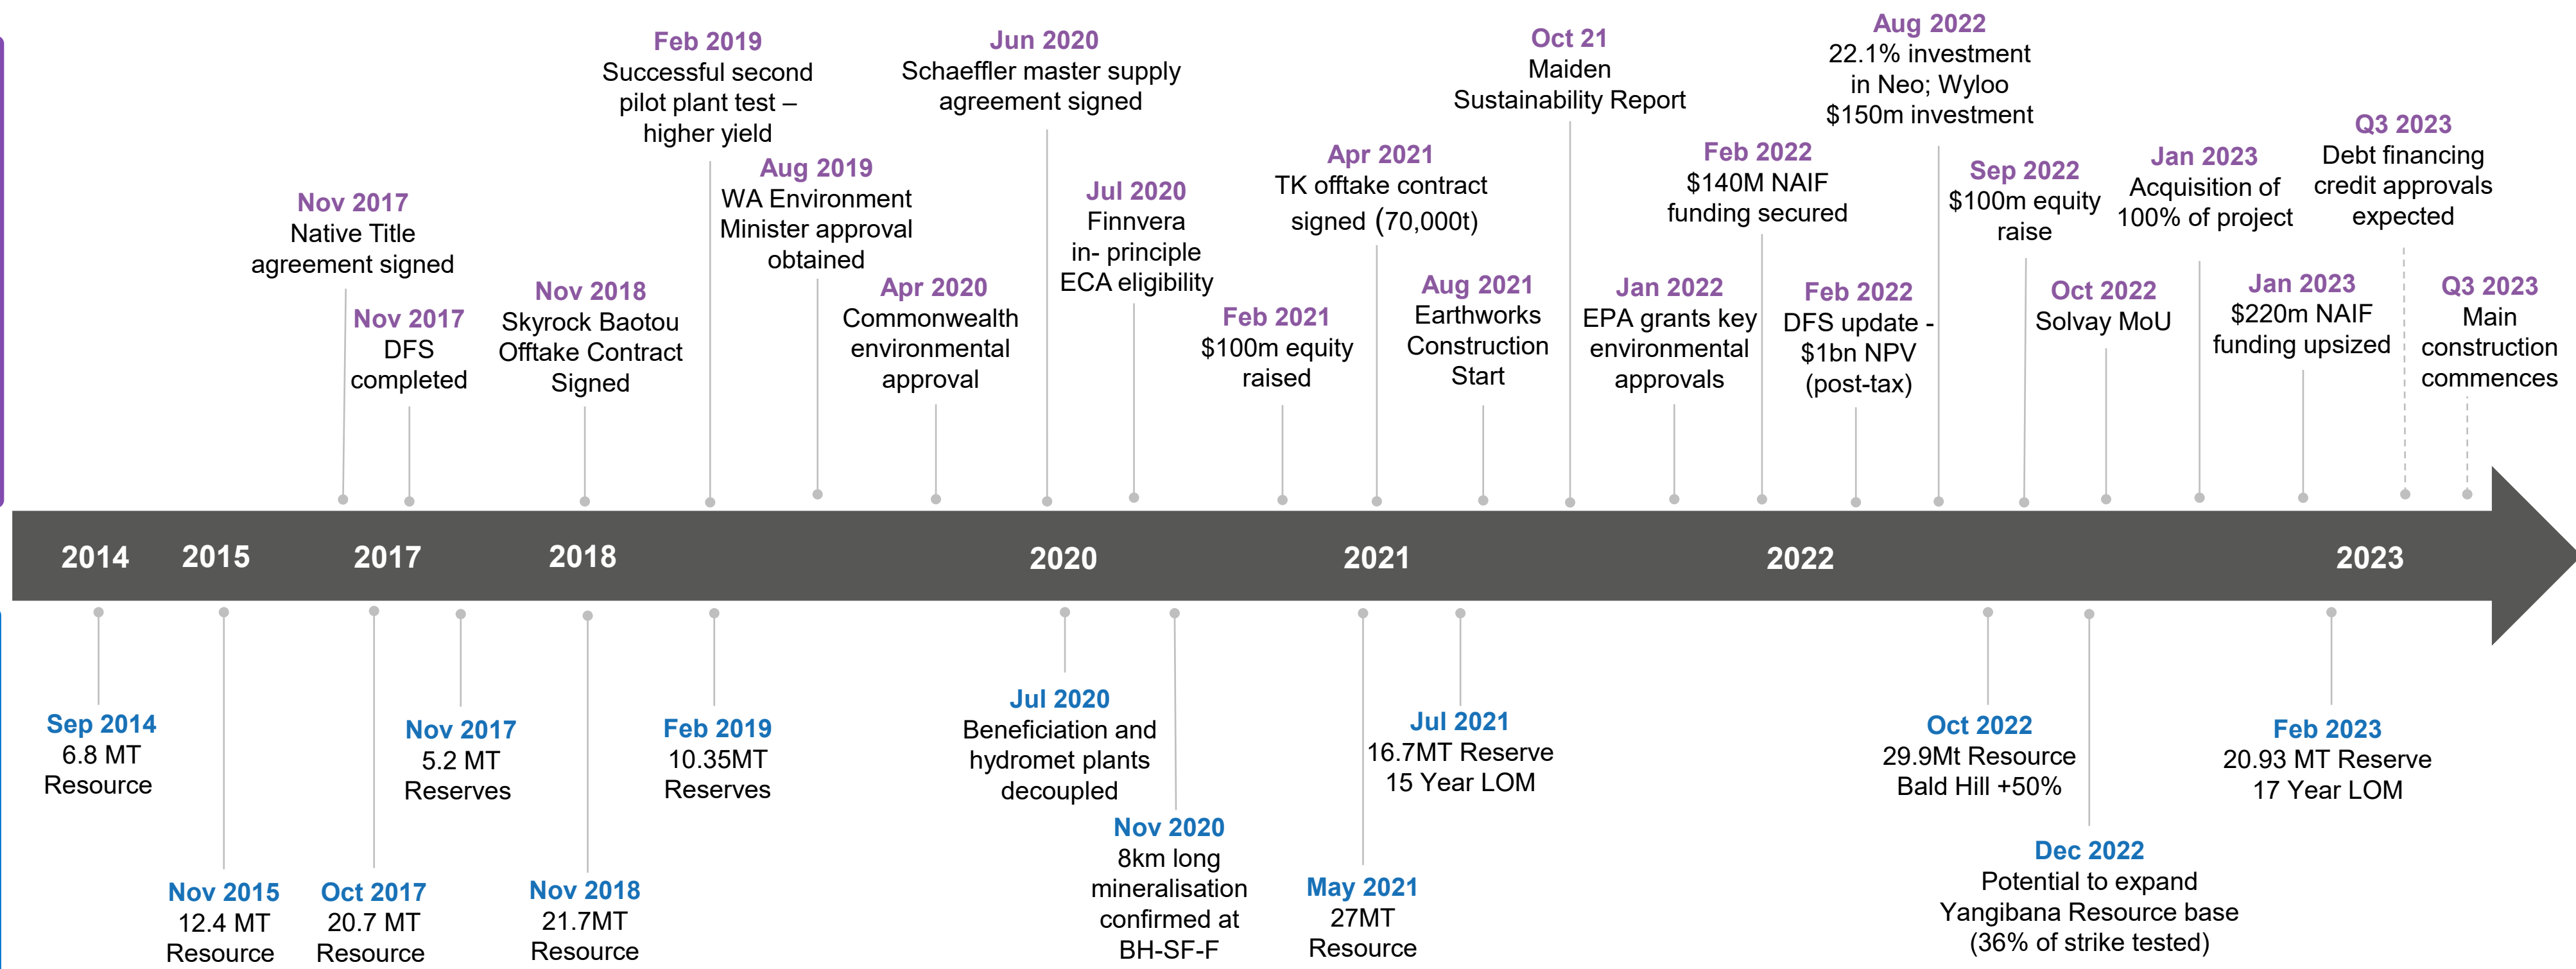 Feb 2019
Successful second
pilot plant test –
higher yield
Jun 2020
Schaeffler master supply
agreement signed
Oct 21
Maiden
Sustainability Report
Aug 2022
22.1% investment
in Neo; Wyloo
$150m investment
Nov 2017
Native Title
agreement signed
Aug 2019
WA Environment
Minister approval
obtained
Jul 2020
Finnvera
in- principle
ECA eligibility
Apr 2021
TK offtake contract
signed (70,000t)
Feb 2022
$140M NAIF
funding secured
Sep 2022
$100m equity
raise
Jan 2023
Acquisition of
100% of project
Q3 2023
Debt financing
credit approvals
expected
Nov 2017
DFS
completed
Nov 2018
Skyrock Baotou
Offtake Contract
Signed
Apr 2020
Commonwealth
environmental
approval
Feb 2021
$100m equity
raised
Aug 2021
Earthworks
Construction
Start
Jan 2022
EPA grants key
environmental
approvals
Feb 2022
DFS update -
$1bn NPV
(post-tax)
Oct 2022
Solvay MoU
Jan 2023
$220m NAIF
funding upsized
Q3 2023
Main
construction
commences
2014 2015 2017 2018 2020 2021 2022 2023
Sep 2014
6.8 MT
Resource
Nov 2015
12.4 MT
Resource
Oct 2017
20.7 MT
Resource
Nov 2017
5.2 MT
Reserves
Nov 2018
21.7MT
Resource
Feb 2019
10.35MT
Reserves
Jul 2020
Beneficiation and
hydromet plants
decoupled
Nov 2020
8km long
mineralisation
confirmed at
BH-SF-F
May 2021
27MT
Resource
Jul 2021
16.7MT Reserve
15 Year LOM
Oct 2022
29.9Mt Resource
Bald Hill +50%
Dec 2022
Potential to expand
Yangibana Resource base
(36% of strike tested)
Feb 2023
20.93 MT Reserve
17 Year LOM